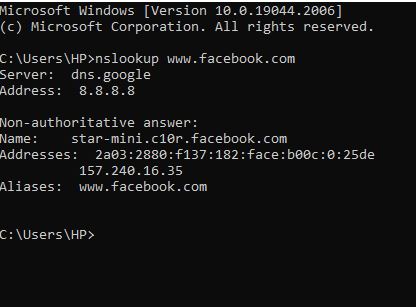 Microsoft Windows [Version 10.0.19044.2006]
(c) Microsoft Corporation. All rights reserved.
C:\Users\HP>nslookup www.facebook.com
Server:  dns.google
Address:  8.8.8.8
Non-authoritative answer:
Name:    star-mini.c10r.facebook.com
Addresses:  2a03:2880:f137:182:face:b00c:0:25de
          157.240.16.35
Aliases:  www.facebook.com
C:\Users\HP>